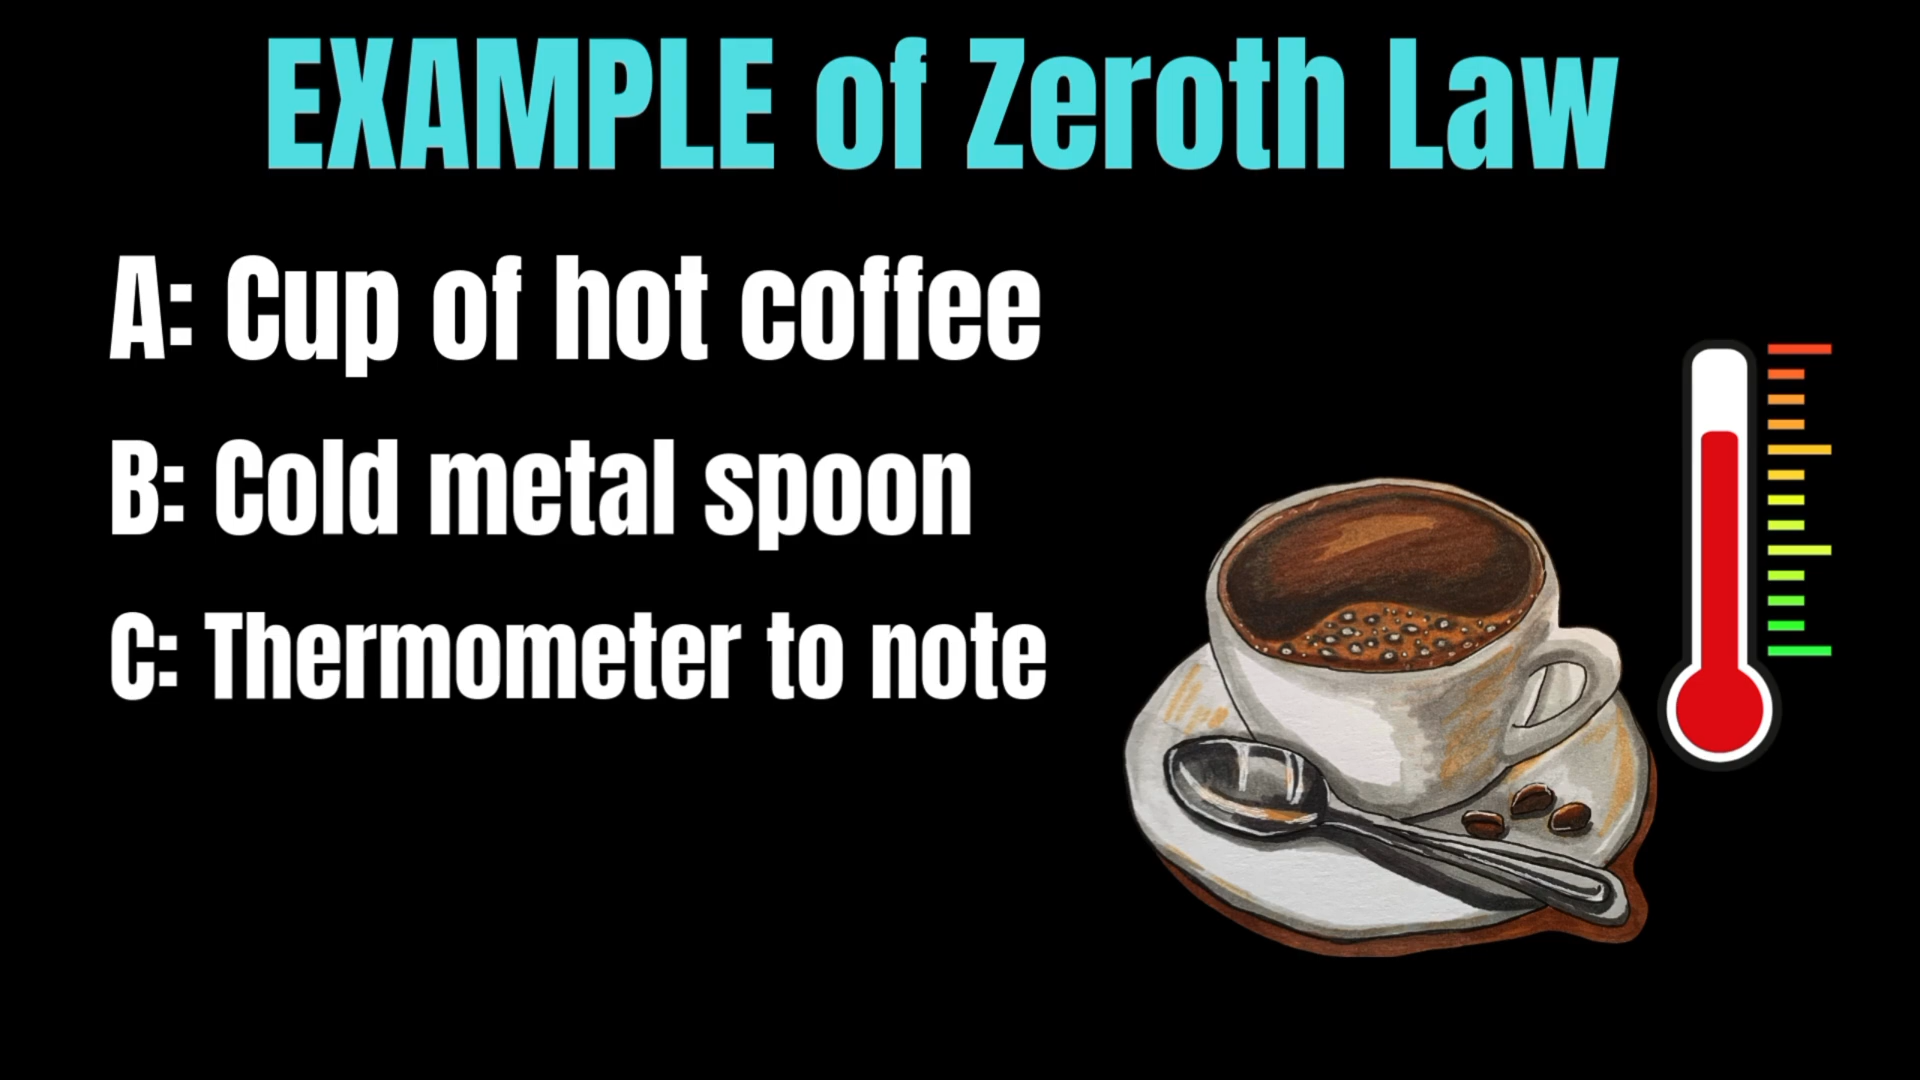 EXAMPLE of Zeroth Law
A: Cup of hot coffee
B: Cold metal spoon
C: Thermometer to note